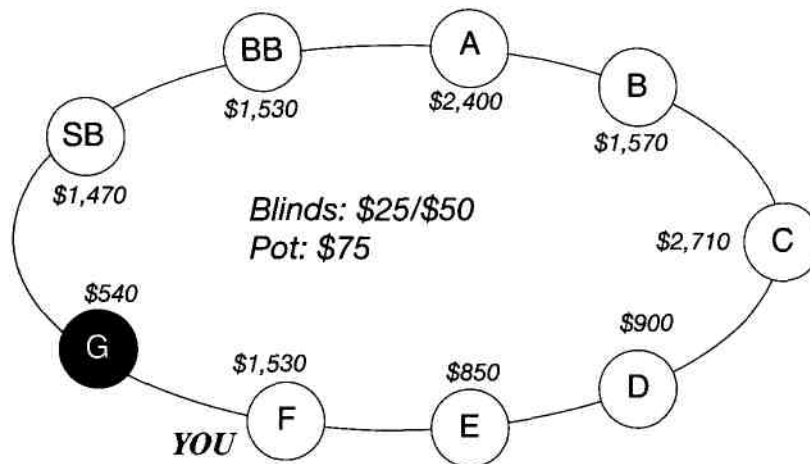 BB
A
B
$1,530
$2,400
SB
$1,570
$1,470
Blinds: $25/$50
Pot: $75
C
$2,710
$540
$900
G
$1,530
$850
D
F
E
YOU